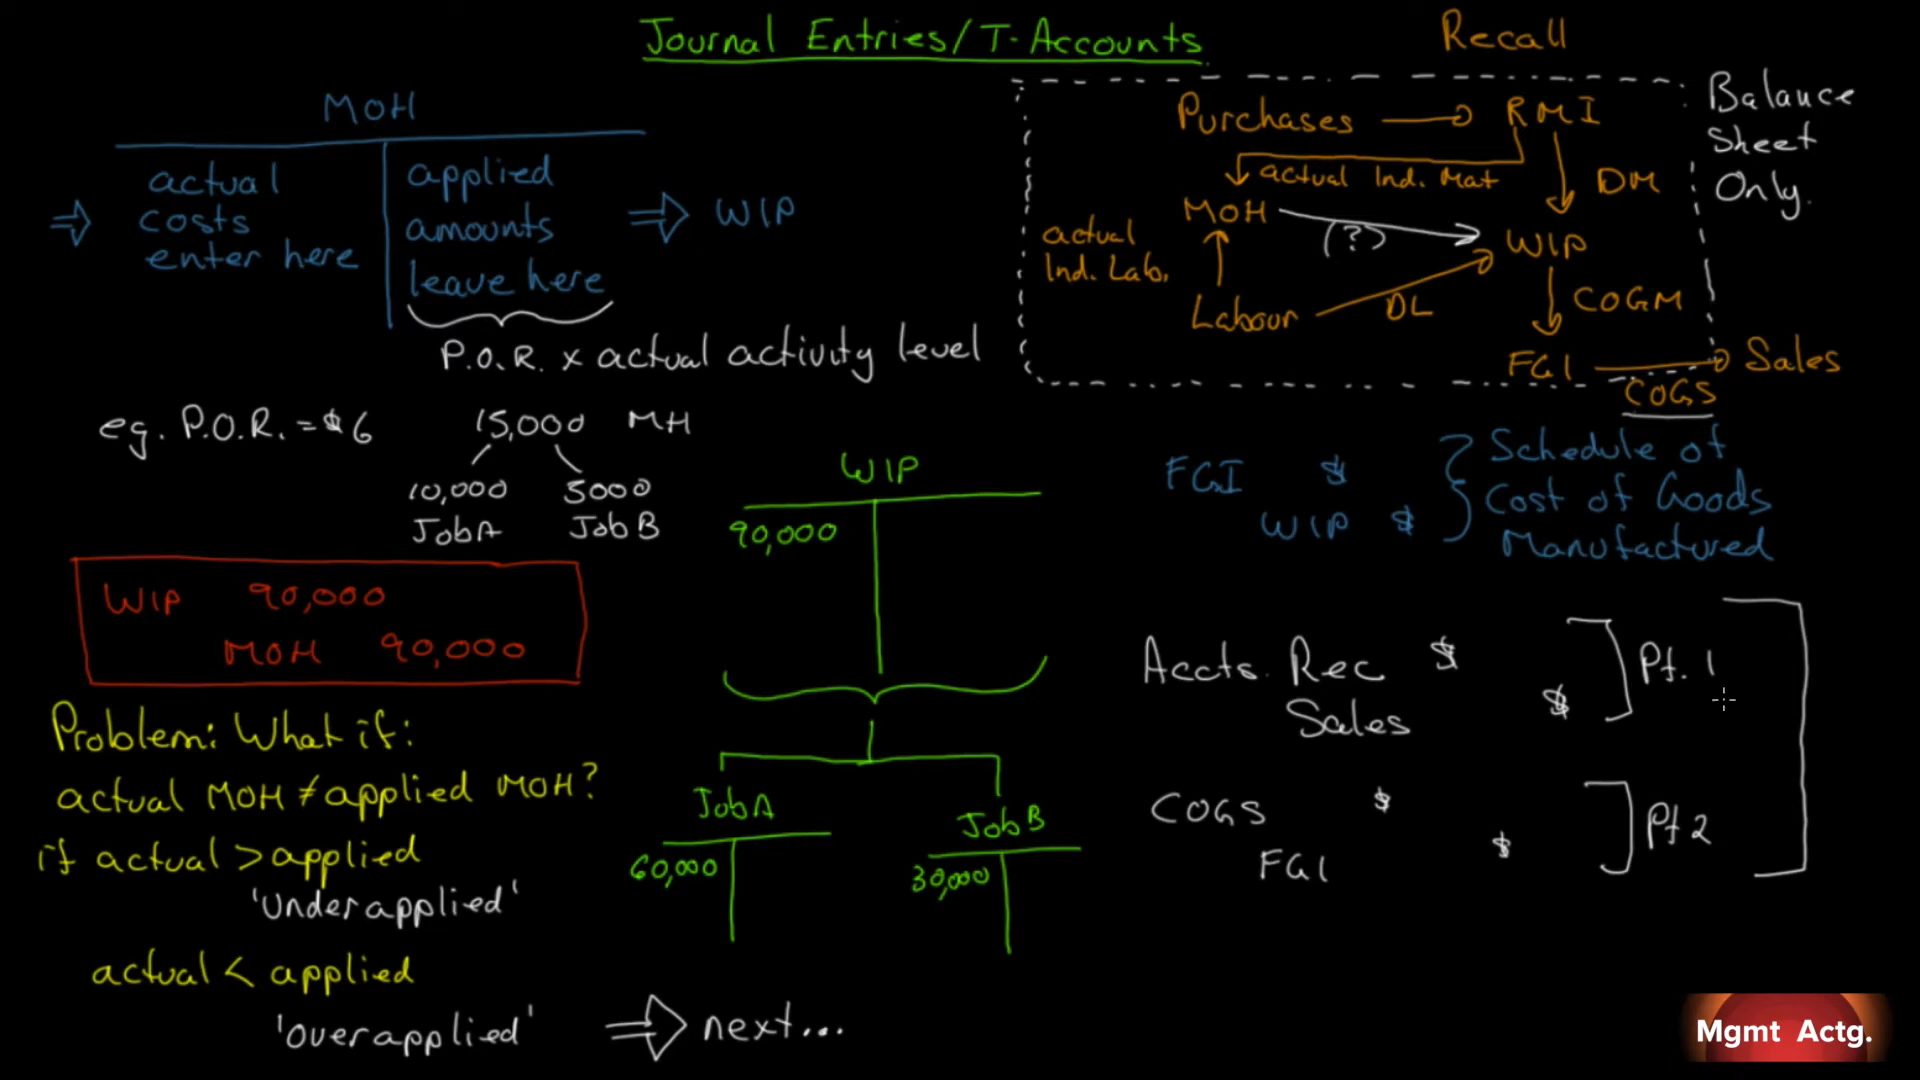 Journal Entries/T-Accounts
MOH
actual
costs
enter here
applied
amounts
leave here
⇒ WIP
P.O.R. x actual activity level
eg. P.O.R. = $6
15,000 MH
10,000
Job A
5000
Job B
WIP 90,000
MOH 90,000
Problem: What if:
actual MOH ≠ applied MOH?
if actual > applied
'Underapplied'
actual < applied
'Overapplied'
⇒ next...
WIP
90,000
Job A
60,000
Job B
30,000
Recall
Balance
Sheet
Only.
Purchases → RMI
actual Ind. Mat
DM
MOH
(?)
WIP
actual
Ind. Lab.
Labour
DL
COGM
FGI
Sales
COGS
FGI $
WIP $
Schedule of
Cost of Goods
Manufactured
Accts. Rec $
Sales $
Pt. 1
COGS $
FGI $
Pt 2
Mgmt Actg.